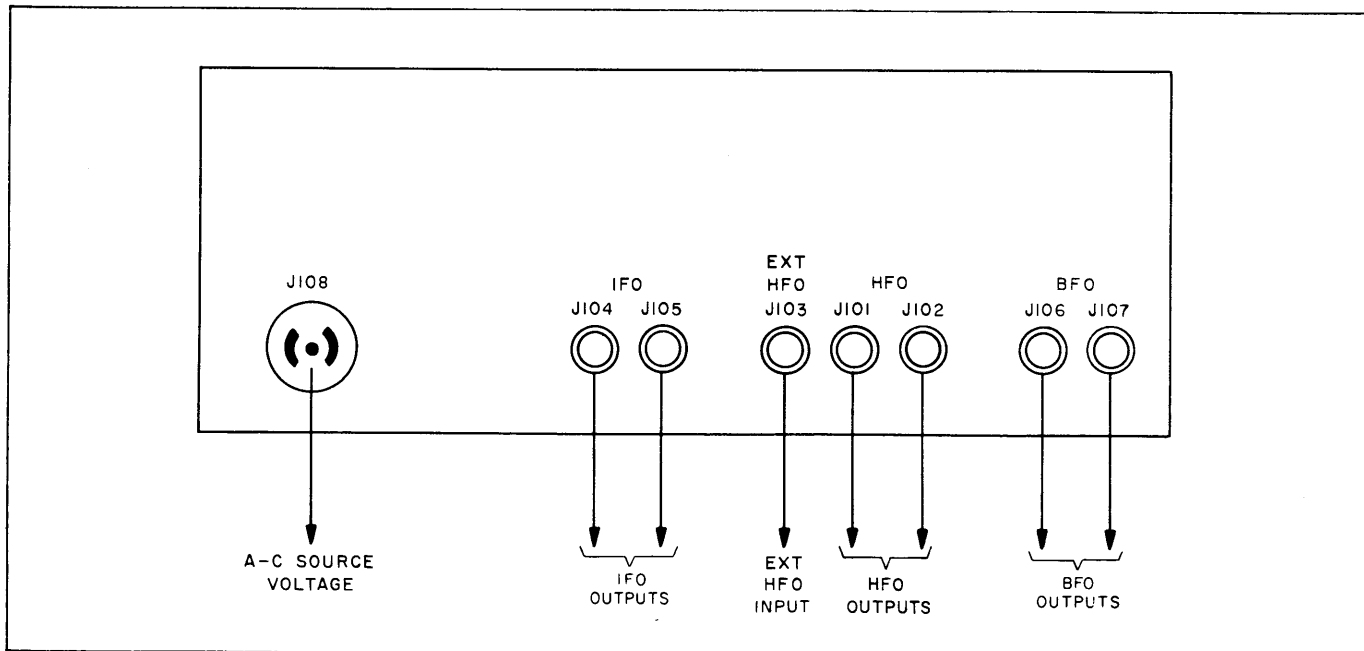 J108
IFO
J104 J105
EXT
HFO
J103
HFO
J101 J102
BFO
J106 J107
A-C SOURCE
VOLTAGE
IFO
OUTPUTS
EXT
HFO
INPUT
HFO
OUTPUTS
BFO
OUTPUTS